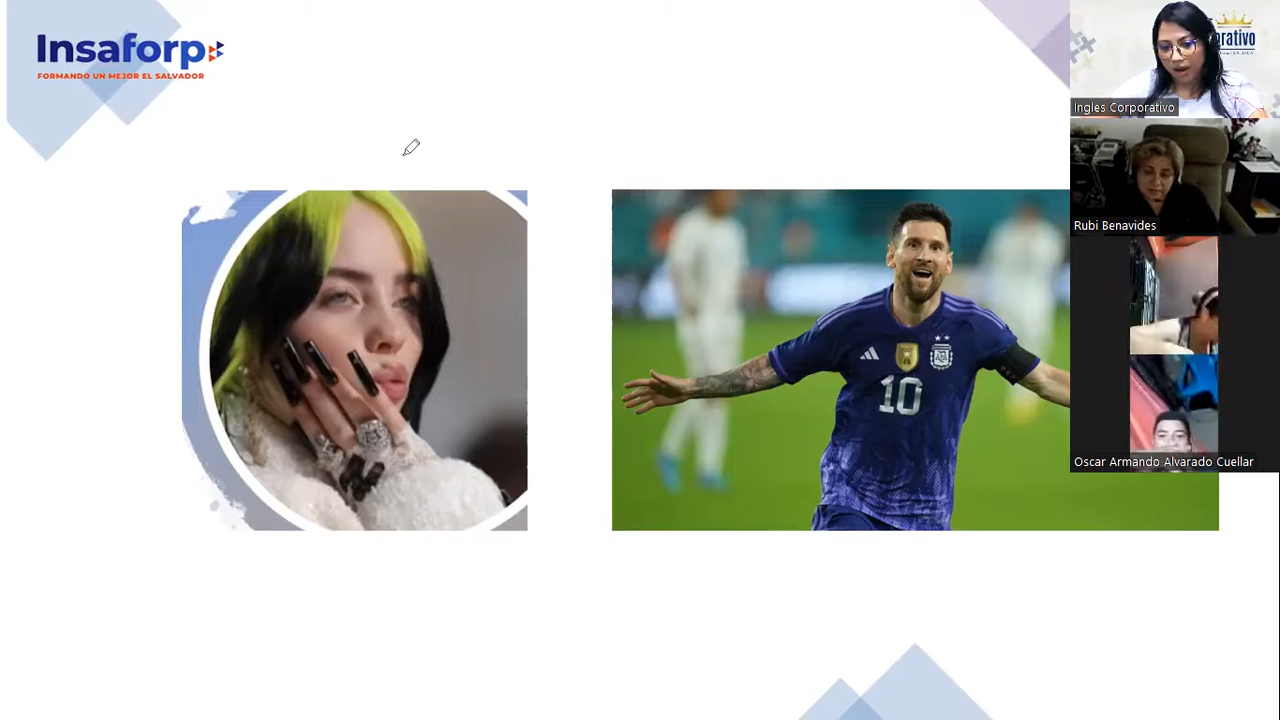 Insaforp
FORMANDO UN MEJOR EL SALVADOR
10
Ingles Corporativo
Rubi Benavides
Oscar Armando Alvarado Cuellar